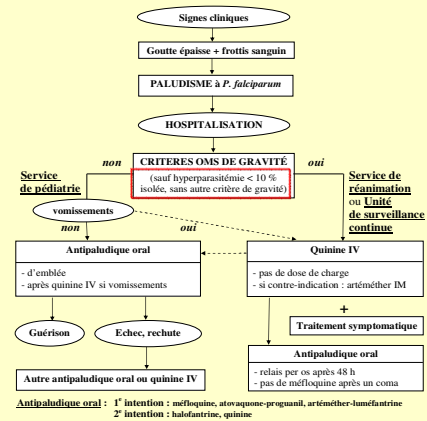 Signes cliniques
Goutte épaisse + frottis sanguin
PALUDISME à P. falciparum
HOSPITALISATION
non
CRITERES OMS DE GRAVITÉ
oui
(sauf hyperparasitémie < 10 %
isolée, sans autre critère de gravité)
Service
de pédiatrie
Service de
réanimation
ou Unité
de surveillance
continue
vomissements
non
oui
Antipaludique oral
- d'emblée
- après quinine IV si vomissements
Quinine IV
- pas de dose de charge
- si contre-indication : artéméther IM
+
Traitement symptomatique
Guérison
Echec, rechute
Antipaludique oral
- relais per os après 48 h
- pas de méfloquine après un coma
Autre antipaludique oral ou quinine IV
Antipaludique oral : 1e intention : méfloquine, atovaquone-proguanil, artéméther-luméfantrine
2e intention : halofantrine, quinine